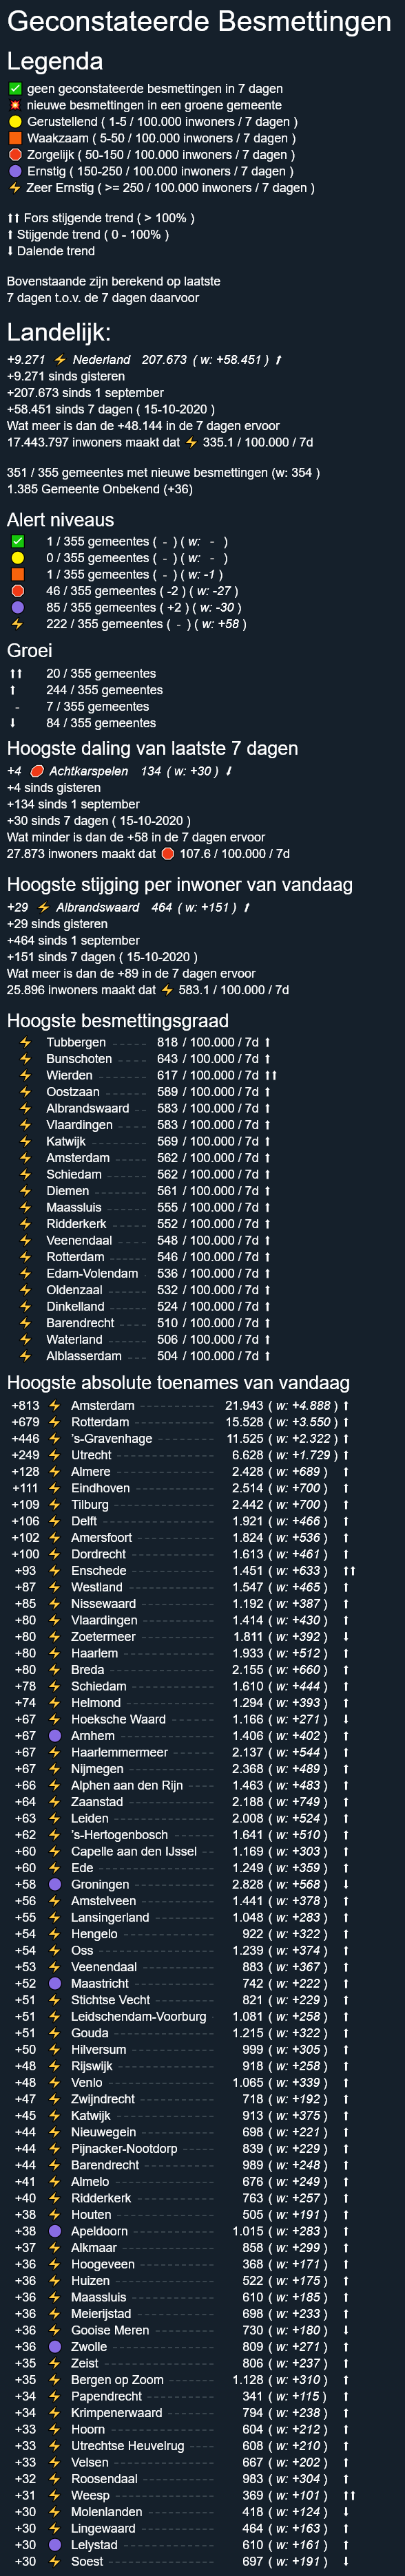 Geconstateerde Besmettingen
Legenda
✅ geen geconstateerde besmettingen in 7 dagen
💥 nieuwe besmettingen in een groene gemeente
🟡 Gerustellend ( 1-5 / 100.000 inwoners / 7 dagen )
🟧 Waakzaam ( 5-50 / 100.000 inwoners / 7 dagen )
🛑 Zorgelijk ( 50-150 / 100.000 inwoners / 7 dagen )
🟣 Ernstig ( 150-250 / 100.000 inwoners / 7 dagen )
⚡ Zeer Ernstig ( >= 250 / 100.000 inwoners / 7 dagen )
⬆⬆ Fors stijgende trend ( > 100% )
⬆ Stijgende trend ( 0 - 100% )
⬇ Dalende trend
Bovenstaande zijn berekend op laatste
7 dagen t.o.v. de 7 dagen daarvoor
Landelijk:
+9.271 ⚡ Nederland 207.673 ( w: +58.451 ) ⬆
+9.271 sinds gisteren
+207.673 sinds 1 september
+58.451 sinds 7 dagen ( 15-10-2020 )
Wat meer is dan de +48.144 in de 7 dagen ervoor
17.443.797 inwoners maakt dat ⚡ 335.1 / 100.000 / 7d
351 / 355 gemeentes met nieuwe besmettingen (w: 354 )
1.385 Gemeente Onbekend (+36)
Alert niveaus
✅ 1 / 355 gemeentes ( - ) ( w: - )
🟡 0 / 355 gemeentes ( - ) ( w: - )
🟧 1 / 355 gemeentes ( - ) ( w: -1 )
🛑 46 / 355 gemeentes ( -2 ) ( w: -27 )
🟣 85 / 355 gemeentes ( +2 ) ( w: -30 )
⚡ 222 / 355 gemeentes ( - ) ( w: +58 )
Groei
⬆⬆ 20 / 355 gemeentes
⬆ 244 / 355 gemeentes
- 7 / 355 gemeentes
⬇ 84 / 355 gemeentes
Hoogste daling van laatste 7 dagen
+4 🛑 Achtkarspelen 134 ( w: +30 ) ⬇
+4 sinds gisteren
+134 sinds 1 september
+30 sinds 7 dagen ( 15-10-2020 )
Wat minder is dan de +58 in de 7 dagen ervoor
27.873 inwoners maakt dat 🛑 107.6 / 100.000 / 7d
Hoogste stijging per inwoner van vandaag
+29 ⚡ Albrandswaard 464 ( w: +151 ) ⬆
+29 sinds gisteren
+464 sinds 1 september
+151 sinds 7 dagen ( 15-10-2020 )
Wat meer is dan de +89 in de 7 dagen ervoor
25.896 inwoners maakt dat ⚡ 583.1 / 100.000 / 7d
Hoogste besmettingsgraad
⚡ Tubbergen 818 / 100.000 / 7d ⬆
⚡ Bunschoten 643 / 100.000 / 7d ⬆
⚡ Wierden 617 / 100.000 / 7d ⬆⬆
⚡ Oostzaan 589 / 100.000 / 7d ⬆
⚡ Albrandswaard 583 / 100.000 / 7d ⬆
⚡ Vlaardingen 583 / 100.000 / 7d ⬆
⚡ Katwijk 569 / 100.000 / 7d ⬆
⚡ Amsterdam 562 / 100.000 / 7d ⬆
⚡ Schiedam 562 / 100.000 / 7d ⬆
⚡ Diemen 561 / 100.000 / 7d ⬆
⚡ Maassluis 555 / 100.000 / 7d ⬆
⚡ Ridderkerk 552 / 100.000 / 7d ⬆
⚡ Veenendaal 548 / 100.000 / 7d ⬆
⚡ Rotterdam 546 / 100.000 / 7d ⬆
⚡ Edam-Volendam 536 / 100.000 / 7d ⬆
⚡ Oldenzaal 532 / 100.000 / 7d ⬆
⚡ Dinkelland 524 / 100.000 / 7d ⬆
⚡ Barendrecht 510 / 100.000 / 7d ⬆
⚡ Waterland 506 / 100.000 / 7d ⬆
⚡ Alblasserdam 504 / 100.000 / 7d ⬆
Hoogste absolute toenames van vandaag
+813 ⚡ Amsterdam 21.943 ( w: +4.888 ) ⬆
+679 ⚡ Rotterdam 15.528 ( w: +3.550 ) ⬆
+446 ⚡ 's-Gravenhage 11.525 ( w: +2.322 ) ⬆
+249 ⚡ Utrecht 6.628 ( w: +1.729 ) ⬆
+128 ⚡ Almere 2.428 ( w: +689 ) ⬆
+111 ⚡ Eindhoven 2.514 ( w: +700 ) ⬆
+109 ⚡ Tilburg 2.442 ( w: +700 ) ⬆
+106 ⚡ Delft 1.921 ( w: +466 ) ⬆
+102 ⚡ Amersfoort 1.824 ( w: +536 ) ⬆
+100 ⚡ Dordrecht 1.613 ( w: +461 ) ⬆
+93 ⚡ Enschede 1.451 ( w: +633 ) ⬆⬆
+87 ⚡ Westland 1.547 ( w: +465 ) ⬆
+85 ⚡ Nissewaard 1.192 ( w: +387 ) ⬆
+80 ⚡ Vlaardingen 1.414 ( w: +430 ) ⬆
+80 ⚡ Zoetermeer 1.811 ( w: +392 ) ⬇
+80 ⚡ Haarlem 1.933 ( w: +512 ) ⬆
+80 ⚡ Breda 2.155 ( w: +660 ) ⬆
+78 ⚡ Schiedam 1.610 ( w: +444 ) ⬆
+74 ⚡ Helmond 1.294 ( w: +393 ) ⬆
+67 ⚡ Hoeksche Waard 1.166 ( w: +271 ) ⬇
+67 🟣 Arnhem 1.406 ( w: +402 ) ⬆
+67 ⚡ Haarlemmermeer 2.137 ( w: +544 ) ⬆
+67 ⚡ Nijmegen 2.368 ( w: +489 ) ⬆
+66 ⚡ Alphen aan den Rijn 1.463 ( w: +483 ) ⬆
+64 ⚡ Zaanstad 2.188 ( w: +749 ) ⬆
+63 ⚡ Leiden 2.008 ( w: +524 ) ⬆
+62 ⚡ 's-Hertogenbosch 1.641 ( w: +510 ) ⬆
+60 ⚡ Capelle aan den IJssel 1.169 ( w: +303 ) ⬆
+60 ⚡ Ede 1.249 ( w: +359 ) ⬆
+58 🟣 Groningen 2.828 ( w: +568 ) ⬇
+56 ⚡ Amstelveen 1.441 ( w: +378 ) ⬆
+55 ⚡ Lansingerland 1.048 ( w: +283 ) ⬆
+54 ⚡ Hengelo 922 ( w: +322 ) ⬆
+54 ⚡ Oss 1.239 ( w: +374 ) ⬆
+53 ⚡ Veenendaal 883 ( w: +367 ) ⬆
+52 🟣 Maastricht 742 ( w: +222 ) ⬆
+51 ⚡ Stichtse Vecht 821 ( w: +229 ) ⬆
+51 ⚡ Leidschendam-Voorburg 1.081 ( w: +258 ) ⬆
+51 ⚡ Gouda 1.215 ( w: +322 ) ⬆
+50 ⚡ Hilversum 999 ( w: +305 ) ⬆
+48 ⚡ Rijswijk 918 ( w: +258 ) ⬆
+48 ⚡ Venlo 1.065 ( w: +339 ) ⬆
+47 ⚡ Zwijndrecht 718 ( w: +192 ) ⬆
+45 ⚡ Katwijk 913 ( w: +375 ) ⬆
+44 ⚡ Nieuwegein 698 ( w: +221 ) ⬆
+44 ⚡ Pijnacker-Nootdorp 839 ( w: +229 ) ⬆
+44 ⚡ Barendrecht 989 ( w: +248 ) ⬆
+41 ⚡ Almelo 676 ( w: +249 ) ⬆
+40 ⚡ Ridderkerk 763 ( w: +257 ) ⬆
+38 ⚡ Houten 505 ( w: +191 ) ⬆
+38 🟣 Apeldoorn 1.015 ( w: +283 ) ⬆
+37 ⚡ Alkmaar 858 ( w: +299 ) ⬆
+36 ⚡ Hoogeveen 368 ( w: +171 ) ⬆
+36 ⚡ Huizen 522 ( w: +175 ) ⬆
+36 ⚡ Maassluis 610 ( w: +185 ) ⬆
+36 ⚡ Meierijstad 698 ( w: +233 ) ⬆
+36 ⚡ Gooise Meren 730 ( w: +180 ) ⬇
+36 🟣 Zwolle 809 ( w: +271 ) ⬆
+35 ⚡ Zeist 806 ( w: +237 ) ⬆
+35 ⚡ Bergen op Zoom 1.128 ( w: +310 ) ⬆
+34 ⚡ Papendrecht 341 ( w: +115 ) ⬆
+34 ⚡ Krimpenerwaard 794 ( w: +238 ) ⬆
+33 ⚡ Hoorn 604 ( w: +212 ) ⬆
+33 ⚡ Utrechtse Heuvelrug 608 ( w: +210 ) ⬆
+33 ⚡ Velsen 667 ( w: +202 ) ⬆
+32 ⚡ Roosendaal 983 ( w: +304 ) ⬆
+31 ⚡ Weesp 369 ( w: +101 ) ⬆⬆
+30 ⚡ Molenlanden 418 ( w: +124 ) ⬇
+30 ⚡ Lingewaard 464 ( w: +163 ) ⬆
+30 🟣 Lelystad 610 ( w: +161 ) ⬆
+30 ⚡ Soest 697 ( w: +191 ) ⬇